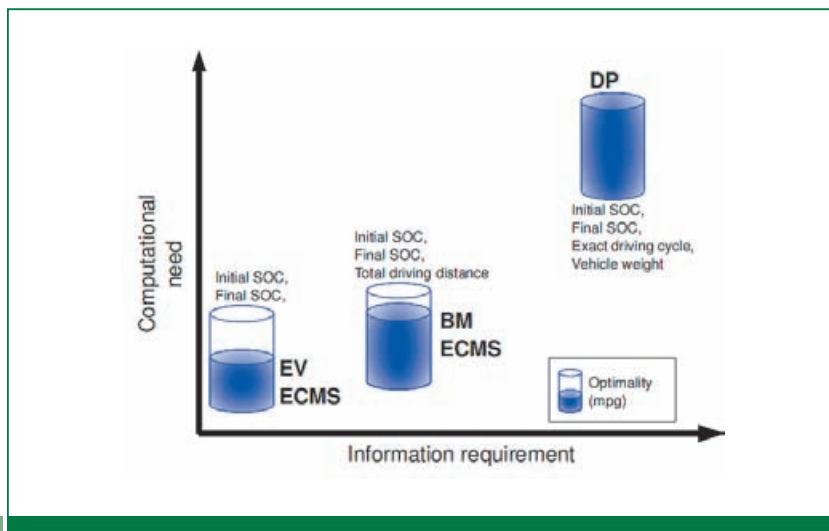 DP
Initial SOC,
Final SOC,
Exact driving cycle,
Vehicle weight
Initial SOC,
Final SOC,
Total driving distance
BM
ECMS
Initial SOC,
Final SOC,
EV
ECMS
Optimality
(mpg)
Computational
need
Information requirement